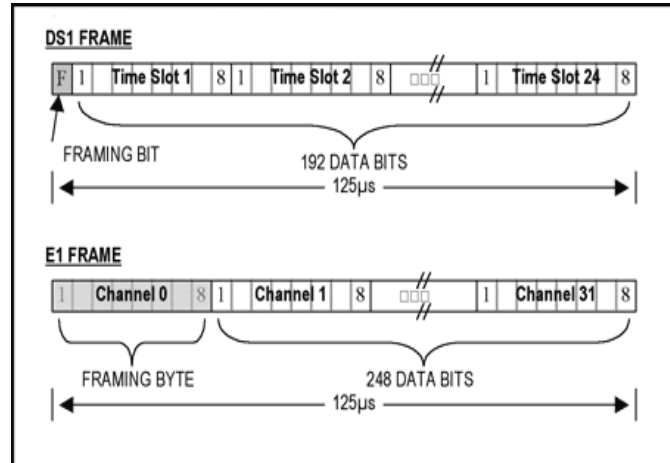 DS1 FRAME
F 1 Time Slot 1 8 1 Time Slot 2 8 □□□ 1 Time Slot 24 8
FRAMING BIT
192 DATA BITS
125µs
E1 FRAME
1 Channel 0 8 1 Channel 1 8 □□□ 1 Channel 31 8
FRAMING BYTE
248 DATA BITS
125µs